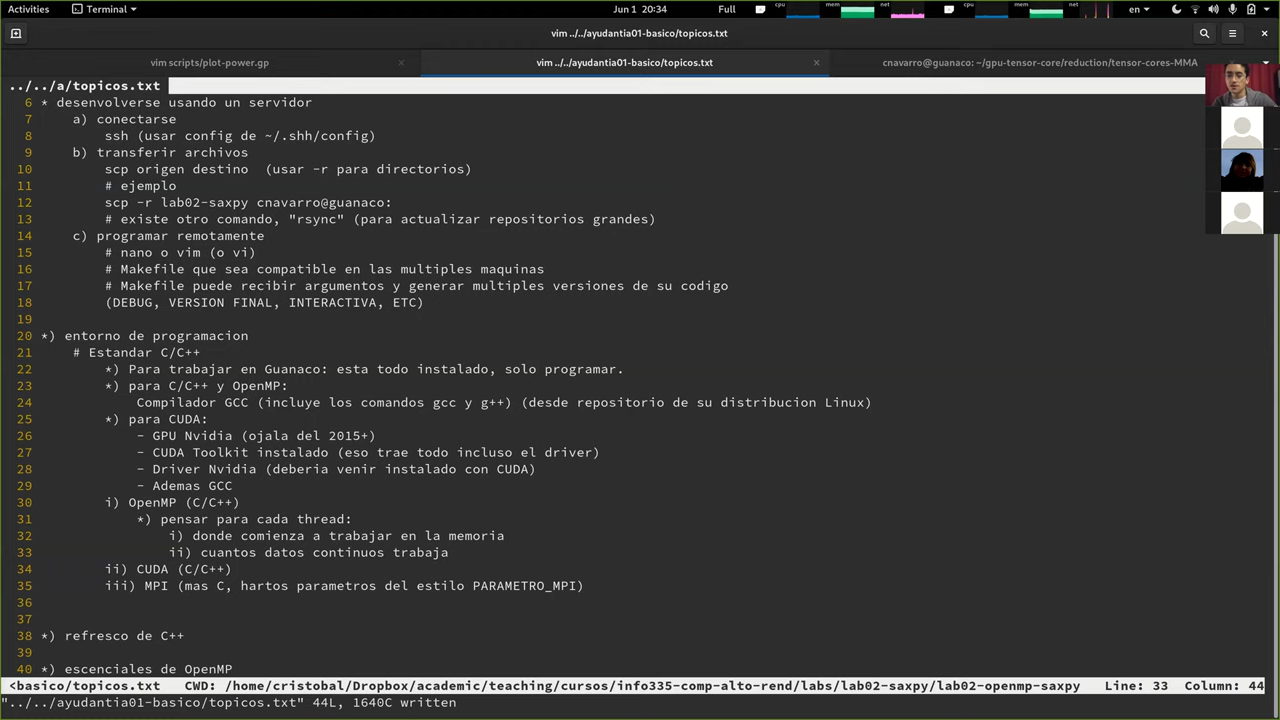 Activities Terminal Jun 1 20:34 Full cpu mem net cpu mem net en
vim ../../ayudantia01-basico/topicos.txt
vim scripts/plot-power.gp × vim ../../ayudantia01-basico/topicos.txt × cnavarro@guanaco: ~/gpu-tensor-core/reduction/tensor-cores-MMA
../../a/topicos.txt
6 * desenvolverse usando un servidor
7 a) conectarse
8 ssh (usar config de ~/.shh/config)
9 b) transferir archivos
10 scp origen destino (usar -r para directorios)
11 # ejemplo
12 scp -r lab02-saxpy cnavarro@guanaco:
13 # existe otro comando, "rsync" (para actualizar repositorios grandes)
14 c) programar remotamente
15 # nano o vim (o vi)
16 # Makefile que sea compatible en las multiples maquinas
17 # Makefile puede recibir argumentos y generar multiples versiones de su codigo
18 (DEBUG, VERSION FINAL, INTERACTIVA, ETC)
19
20 *) entorno de programacion
21 # Estandar C/C++
22 *) Para trabajar en Guanaco: esta todo instalado, solo programar.
23 *) para C/C++ y OpenMP:
24 Compilador GCC (incluye los comandos gcc y g++) (desde repositorio de su distribucion Linux)
25 *) para CUDA:
26 - GPU Nvidia (ojala del 2015+)
27 - CUDA Toolkit instalado (eso trae todo incluso el driver)
28 - Driver Nvidia (deberia venir instalado con CUDA)
29 - Ademas GCC
30 i) OpenMP (C/C++)
31 *) pensar para cada thread:
32 i) donde comienza a trabajar en la memoria
33 ii) cuantos datos continuos trabaja
34 ii) CUDA (C/C++)
35 iii) MPI (mas C, hartos parametros del estilo PARAMETRO_MPI)
36
37
38 *) refresco de C++
39
40 *) escenciales de OpenMP
<basico/topicos.txt CWD: /home/cristobal/Dropbox/academic/teaching/cursos/info335-comp-alto-rend/labs/lab02-saxpy/lab02-openmp-saxpy Line: 33 Column: 44
"../../ayudantia01-basico/topicos.txt" 44L, 1640C written